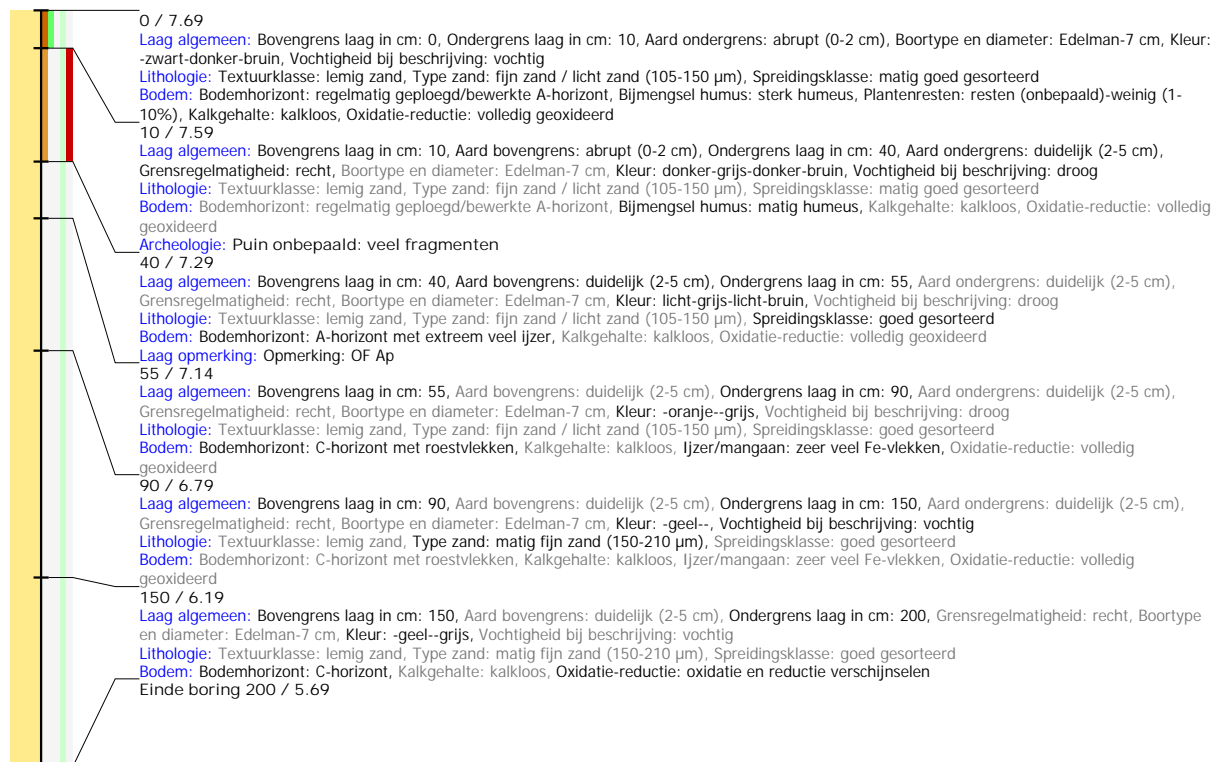 0 / 7.69
Laag algemeen: Bovengrens laag in cm: 0, Ondergrens laag in cm: 10, Aard ondergrens: abrupt (0-2 cm), Boortype en diameter: Edelman-7 cm, Kleur:
-zwart-donker-bruin, Vochtigheid bij beschrijving: vochtig
Lithologie: Textuurklasse: lemig zand, Type zand: fijn zand / licht zand (105-150 µm), Spreidingsklasse: matig goed gesorteerd
Bodem: Bodemhorizont: regelmatig geploegd/bewerkte A-horizont, Bijmengsel humus: sterk humeus, Plantenresten: resten (onbepaald)-weinig (1-
10%), Kalkgehalte: kalkloos, Oxidatie-reductie: volledig geoxideerd
10 / 7.59
Laag algemeen: Bovengrens laag in cm: 10, Aard bovengrens: abrupt (0-2 cm), Ondergrens laag in cm: 40, Aard ondergrens: duidelijk (2-5 cm),
Grensregelmatigheid: recht, Boortype en diameter: Edelman-7 cm, Kleur: donker-grijs-donker-bruin, Vochtigheid bij beschrijving: droog
Lithologie: Textuurklasse: lemig zand, Type zand: fijn zand / licht zand (105-150 µm), Spreidingsklasse: matig goed gesorteerd
Bodem: Bodemhorizont: regelmatig geploegd/bewerkte A-horizont, Bijmengsel humus: matig humeus, Kalkgehalte: kalkloos, Oxidatie-reductie: volledig
geoxideerd
Archeologie: Puin onbepaald: veel fragmenten
40 / 7.29
Laag algemeen: Bovengrens laag in cm: 40, Aard bovengrens: duidelijk (2-5 cm), Ondergrens laag in cm: 55, Aard ondergrens: duidelijk (2-5 cm),
Grensregelmatigheid: recht, Boortype en diameter: Edelman-7 cm, Kleur: licht-grijs-licht-bruin, Vochtigheid bij beschrijving: droog
Lithologie: Textuurklasse: lemig zand, Type zand: fijn zand / licht zand (105-150 µm), Spreidingsklasse: goed gesorteerd
Bodem: Bodemhorizont: A-horizont met extreem veel ijzer, Kalkgehalte: kalkloos, Oxidatie-reductie: volledig geoxideerd
Laag opmerking: Opmerking: OF Ap
55 / 7.14
Laag algemeen: Bovengrens laag in cm: 55, Aard bovengrens: duidelijk (2-5 cm), Ondergrens laag in cm: 90, Aard ondergrens: duidelijk (2-5 cm),
Grensregelmatigheid: recht, Boortype en diameter: Edelman-7 cm, Kleur: -oranje--grijs, Vochtigheid bij beschrijving: droog
Lithologie: Textuurklasse: lemig zand, Type zand: fijn zand / licht zand (105-150 µm), Spreidingsklasse: goed gesorteerd
Bodem: Bodemhorizont: C-horizont met roestvlekken, Kalkgehalte: kalkloos, Ijzer/mangaan: zeer veel Fe-vlekken, Oxidatie-reductie: volledig
geoxideerd
90 / 6.79
Laag algemeen: Bovengrens laag in cm: 90, Aard bovengrens: duidelijk (2-5 cm), Ondergrens laag in cm: 150, Aard ondergrens: duidelijk (2-5 cm),
Grensregelmatigheid: recht, Boortype en diameter: Edelman-7 cm, Kleur: -geel--, Vochtigheid bij beschrijving: vochtig
Lithologie: Textuurklasse: lemig zand, Type zand: matig fijn zand (150-210 µm), Spreidingsklasse: goed gesorteerd
Bodem: Bodemhorizont: C-horizont met roestvlekken, Kalkgehalte: kalkloos, Ijzer/mangaan: zeer veel Fe-vlekken, Oxidatie-reductie: volledig
geoxideerd
150 / 6.19
Laag algemeen: Bovengrens laag in cm: 150, Aard bovengrens: duidelijk (2-5 cm), Ondergrens laag in cm: 200, Grensregelmatigheid: recht, Boortype
en diameter: Edelman-7 cm, Kleur: -geel--grijs, Vochtigheid bij beschrijving: vochtig
Lithologie: Textuurklasse: lemig zand, Type zand: matig fijn zand (150-210 µm), Spreidingsklasse: goed gesorteerd
Bodem: Bodemhorizont: C-horizont, Kalkgehalte: kalkloos, Oxidatie-reductie: oxidatie en reductie verschijnselen
Einde boring 200 / 5.69